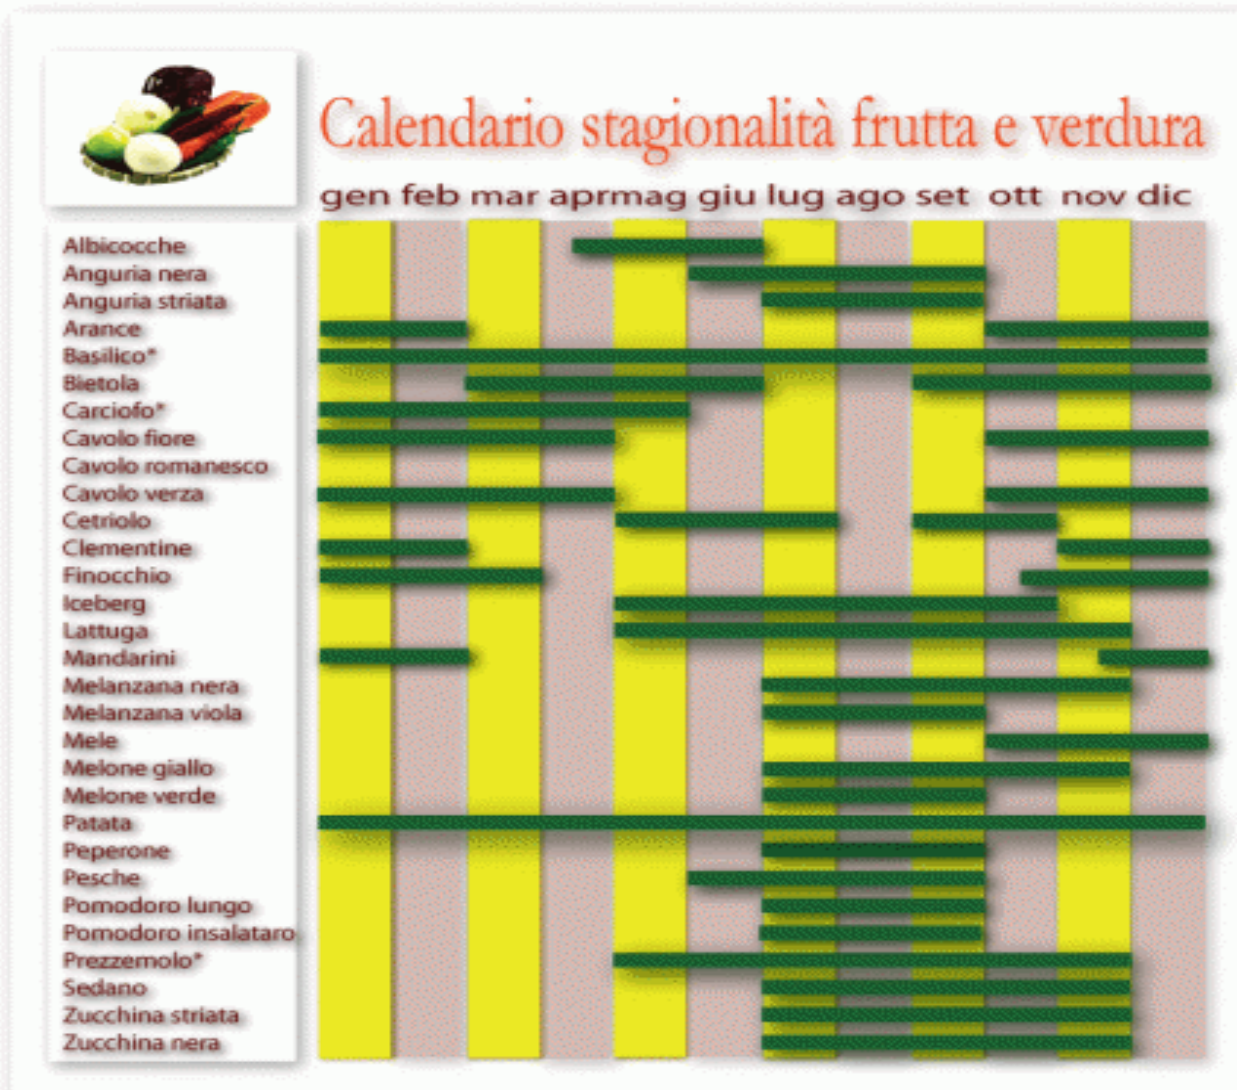 Calendario stagionalità frutta e verdura
gen feb mar apr mag giu lug ago set ott nov dic
Albicocche
Anguria nera
Anguria striata
Arance
Basilico*
Bietola
Carciofo*
Cavolo fiore
Cavolo romanesco
Cavolo verza
Cetriolo
Clementine
Finocchio
Iceberg
Lattuga
Mandarini
Melanzana nera
Melanzana viola
Mele
Melone giallo
Melone verde
Patata
Peperone
Pesche
Pomodoro lungo
Pomodoro insalataro
Prezzemolo*
Sedano
Zucchina striata
Zucchina nera